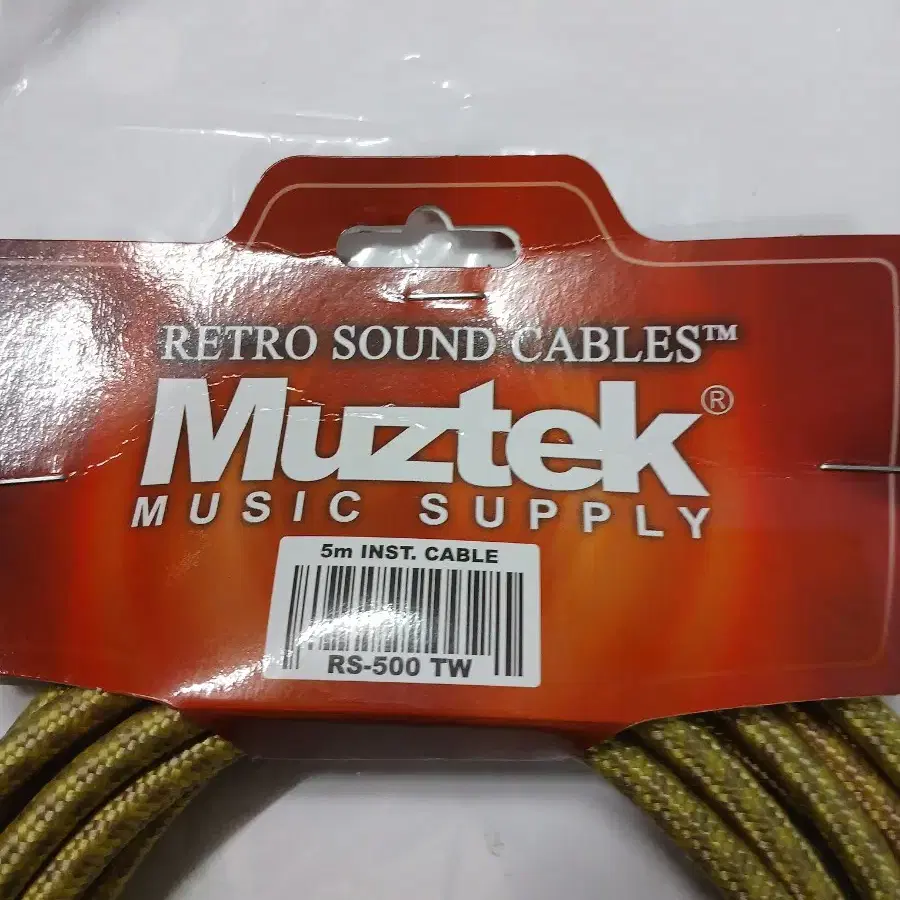 RETRO SOUND CABLES™
Muztek®
MUSIC SUPPLY
5m INST. CABLE
RS-500 TW